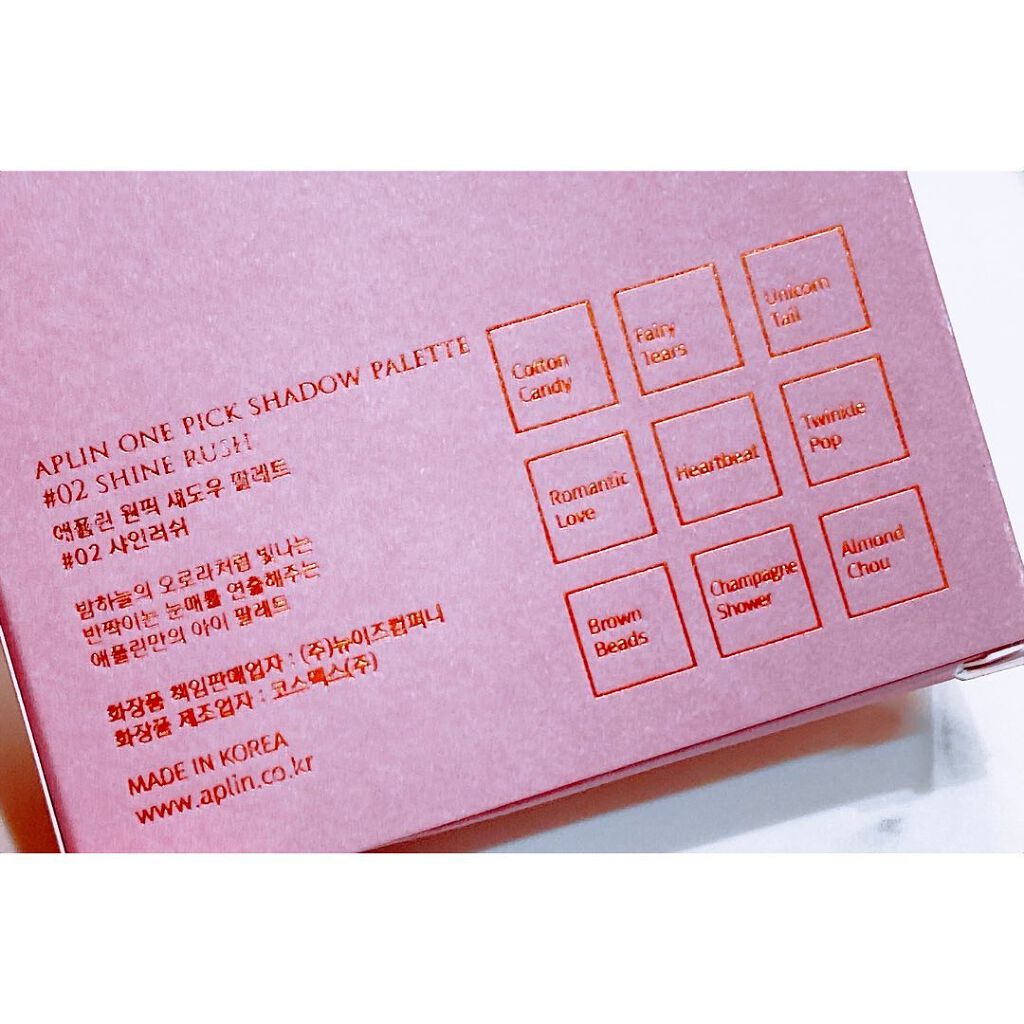 APLIN ONE PICK SHADOW PALETTE
#02 SHINE RUSH
애플린 원픽 섀도우 팔레트
#02 샤인러쉬
밤하늘의 오로라처럼 빛나는
반짝이는 눈매를 연출해주는
애플린만의 아이 팔레트
화장품 책임판매업자 : (주)뉴이즈컴퍼니
화장품 제조업자 : 코스맥스(주)
MADE IN KOREA
www.aplin.co.kr
Cotton
Candy
Fairy
Tears
Unicorn
Tail
Romantic
Love
Heartbeat
Twinkle
Pop
Brown
Beads
Champagne
Shower
Almond
Chou